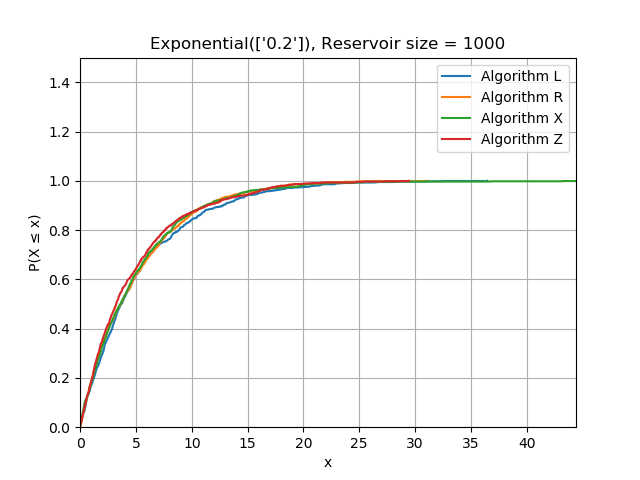 Exponential(['0.2']), Reservoir size = 1000
Algorithm L
Algorithm R
Algorithm X
Algorithm Z
1.4
1.2
1.0
0.8
0.6
0.4
0.2
0.0
P(X ≤ x)
0 5 10 15 20 25 30 35 40
x